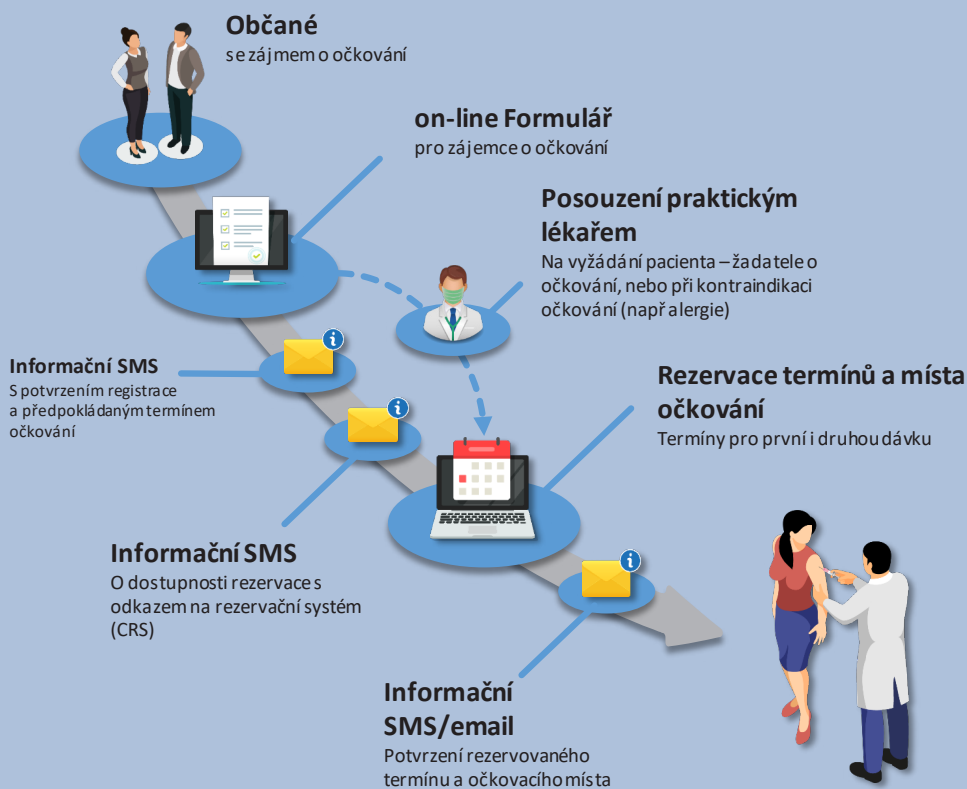 Občané
se zájmem o očkování
on-line Formulář
pro zájemce o očkování
Posouzení praktickým
lékařem
Na vyžádání pacienta – žadatele o
očkování, nebo při kontraindikaci
očkování (např alergie)
Informační SMS
S potvrzením registrace
a předpokládaným termínem
očkování
Rezervace termínů a místa
očkování
Termíny pro první i druhou dávku
Informační SMS
O dostupnosti rezervace s
odkazem na rezervační systém
(CRS)
Informační
SMS/email
Potvrzení rezervovaného
termínu a očkovacího místa